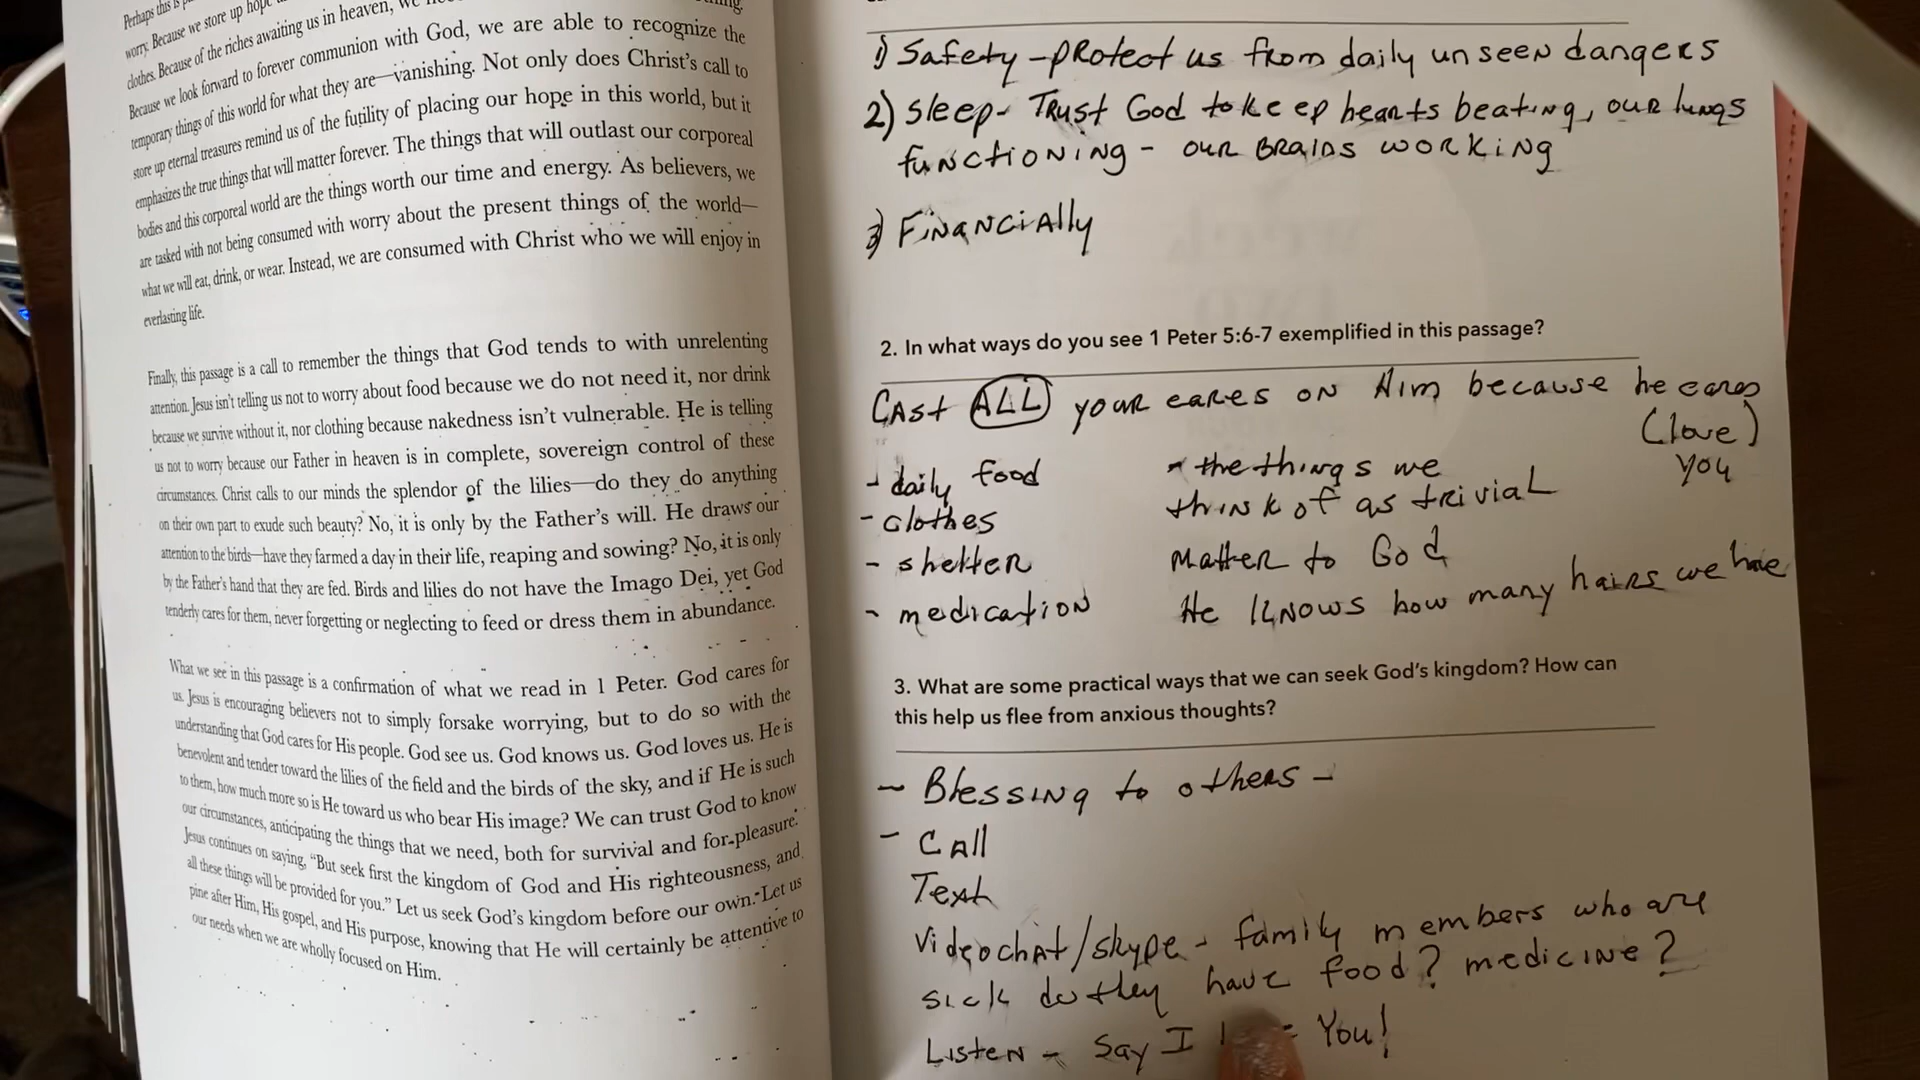 Perhaps this is
worry. Because we store up hope
clothes. Because of the riches awaiting us in heaven, we
Because we look forward to forever communion with God, we are able to recognize the
temporary things of this world for what they are—vanishing. Not only does Christ's call to
store up eternal treasures remind us of the futility of placing our hope in this world, but it
emphasizes the true things that will matter forever. The things that will outlast our corporeal
bodies and this corporeal world are the things worth our time and energy. As believers, we
are tasked with not being consumed with worry about the present things of the world—
what we will eat, drink, or wear. Instead, we are consumed with Christ who we will enjoy in
everlasting life.
Finally, this passage is a call to remember the things that God tends to with unrelenting
attention. Jesus isn't telling us not to worry about food because we do not need it, nor drink
because we survive without it, nor clothing because nakedness isn't vulnerable. He is telling
us not to worry because our Father in heaven is in complete, sovereign control of these
circumstances. Christ calls to our minds the splendor of the lilies—do they do anything
on their own part to exude such beauty? No, it is only by the Father's will. He draws our
attention to the birds—have they farmed a day in their life, reaping and sowing? No, it is only
by the Father's hand that they are fed. Birds and lilies do not have the Imago Dei, yet God
tenderly cares for them, never forgetting or neglecting to feed or dress them in abundance.
What we see in this passage is a confirmation of what we read in 1 Peter. God cares for
us. Jesus is encouraging believers not to simply forsake worrying, but to do so with the
understanding that God cares for His people. God see us. God knows us. God loves us. He is
benevolent and tender toward the lilies of the field and the birds of the sky, and if He is such
to them, how much more so is He toward us who bear His image? We can trust God to know
our circumstances, anticipating the things that we need, both for survival and for pleasure.
Jesus continues on saying, "But seek first the kingdom of God and His righteousness, and
all these things will be provided for you." Let us seek God's kingdom before our own. Let us
pine after Him, His gospel, and His purpose, knowing that He will certainly be attentive to
our needs when we are wholly focused on Him.
1) Safety - protect us from daily unseen dangers
2) Sleep - Trust God to keep hearts beating, our lungs
functioning - our brains working
3) Financially
2. In what ways do you see 1 Peter 5:6-7 exemplified in this passage?
Cast ALL your cares on Him because he cares
(love)
you
- daily food
- clothes
- shelter
- medication
- the things we
think of as trivial
matter to God
He knows how many hairs we have
3. What are some practical ways that we can seek God's kingdom? How can
this help us flee from anxious thoughts?
- Blessing to others -
- Call
Text
Videochat/skype - family members who are
sick do they have food? medicine?
Listen - Say I You!